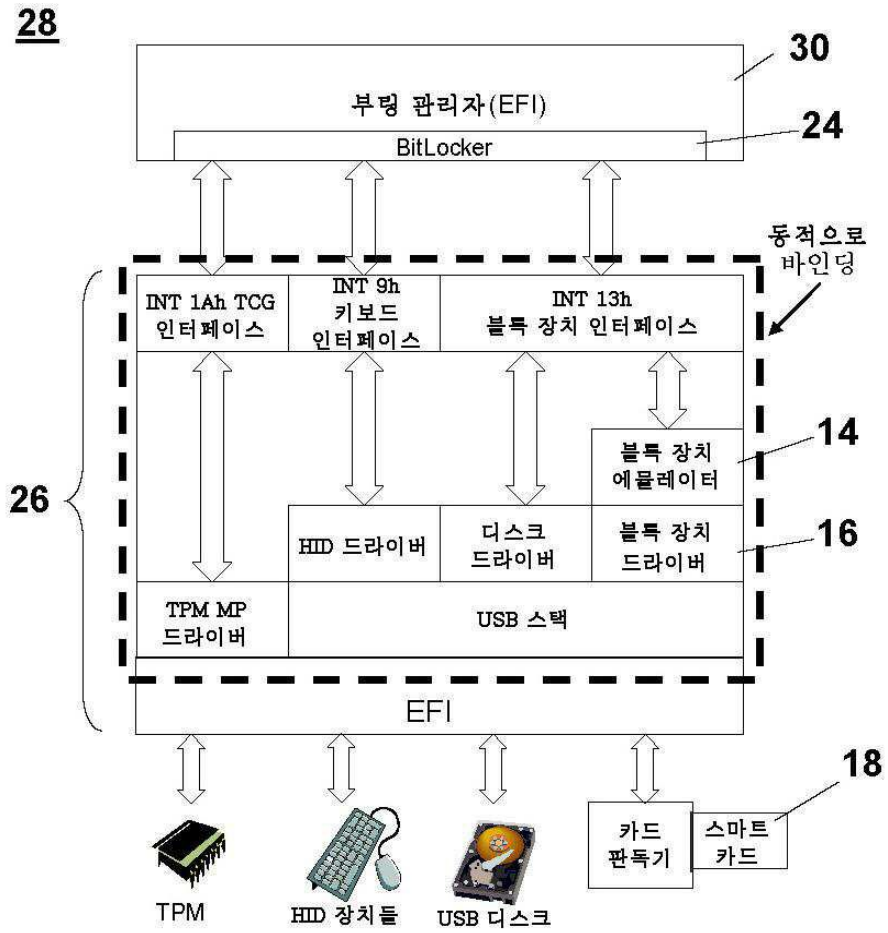 28
30
부팅 관리자(EFI)
24
BitLocker
동적으로
바인딩
INT 1Ah TCG
인터페이스
INT 9h
키보드
인터페이스
INT 13h
블록 장치 인터페이스
14
블록 장치
에뮬레이터
26
HID 드라이버
디스크
드라이버
블록 장치
드라이버
16
TPM MP
드라이버
USB 스택
EFI
18
카드
판독기
스마트
카드
TPM
HID 장치들
USB 디스크